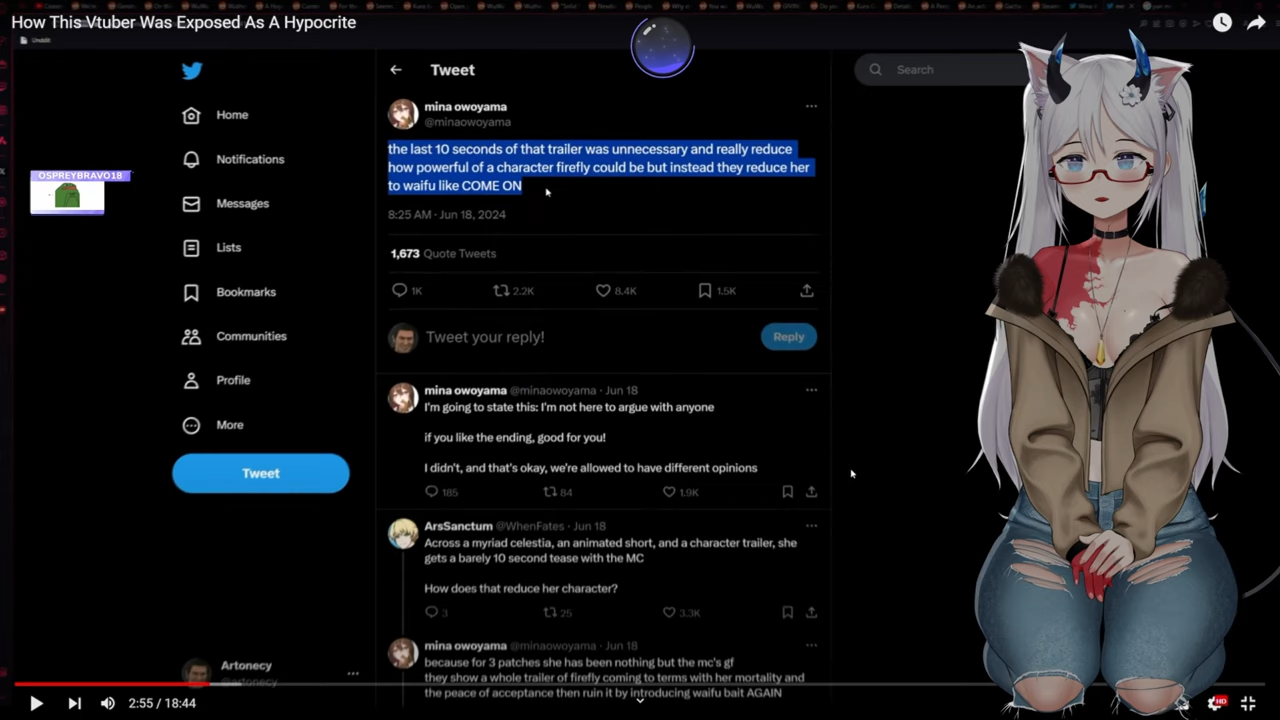 How This Vtuber Was Exposed As A Hypocrite
Tweet
Search
mina owoyama
@minaowoyama
Home
the last 10 seconds of that trailer was unnecessary and really reduce
how powerful of a character firefly could be but instead they reduce her
to waifu like COME ON
Notifications
OSPREYBRAVO18
Messages
8:25 AM · Jun 18, 2024
Lists
1,673 Quote Tweets
Bookmarks
1K 2.2K 8.4K 1.5K
Communities
Tweet your reply!
Reply
Profile
mina owoyama @minaowoyama · Jun 18
I'm going to state this: I'm not here to argue with anyone
More
if you like the ending, good for you!
Tweet
I didn't, and that's okay, we're allowed to have different opinions
185 84 1.9K
ArsSanctum @WhenFates · Jun 18
Across a myriad celestia, an animated short, and a character trailer, she
gets a barely 10 second tease with the MC
How does that reduce her character?
3 25 3.3K
mina owoyama @minaowoyama · Jun 18
because for 3 patches she has been nothing but the mc's gf
they show a whole trailer of firefly coming to terms with her mortality and
the peace of acceptance then ruin it by introducing waifu bait AGAIN
Artonecy
@artonecy
2:55 / 18:44
HD